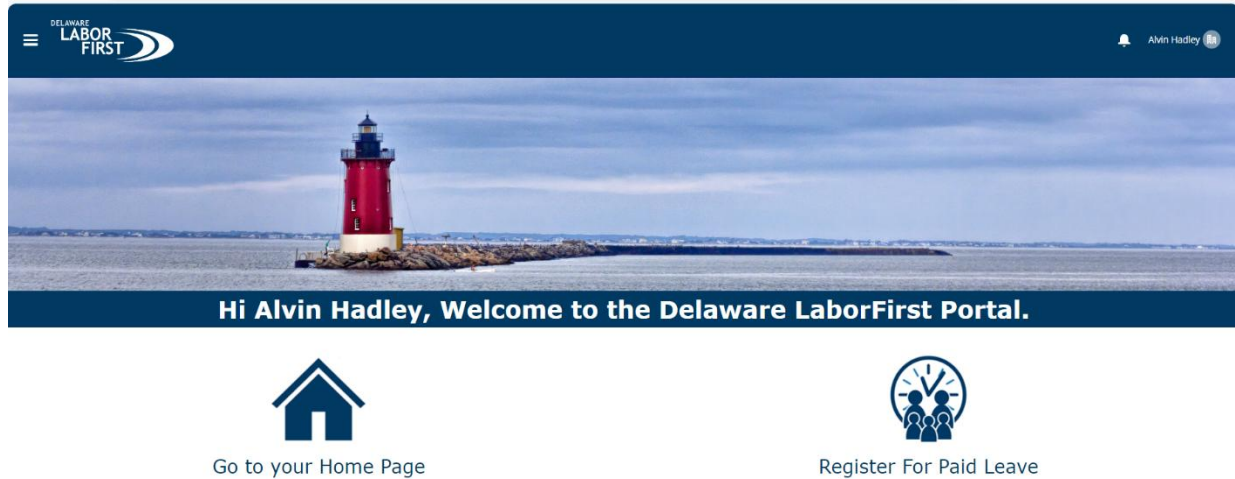 DELAWARE
LABOR
FIRST
Alvin Hadley
Hi Alvin Hadley, Welcome to the Delaware LaborFirst Portal.
Go to your Home Page
Register For Paid Leave